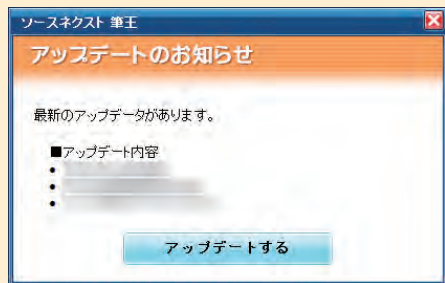 ソースネクスト 筆王
アップデートのお知らせ
最新のアップデータがあります。
■アップデート内容
•
•
•
アップデートする